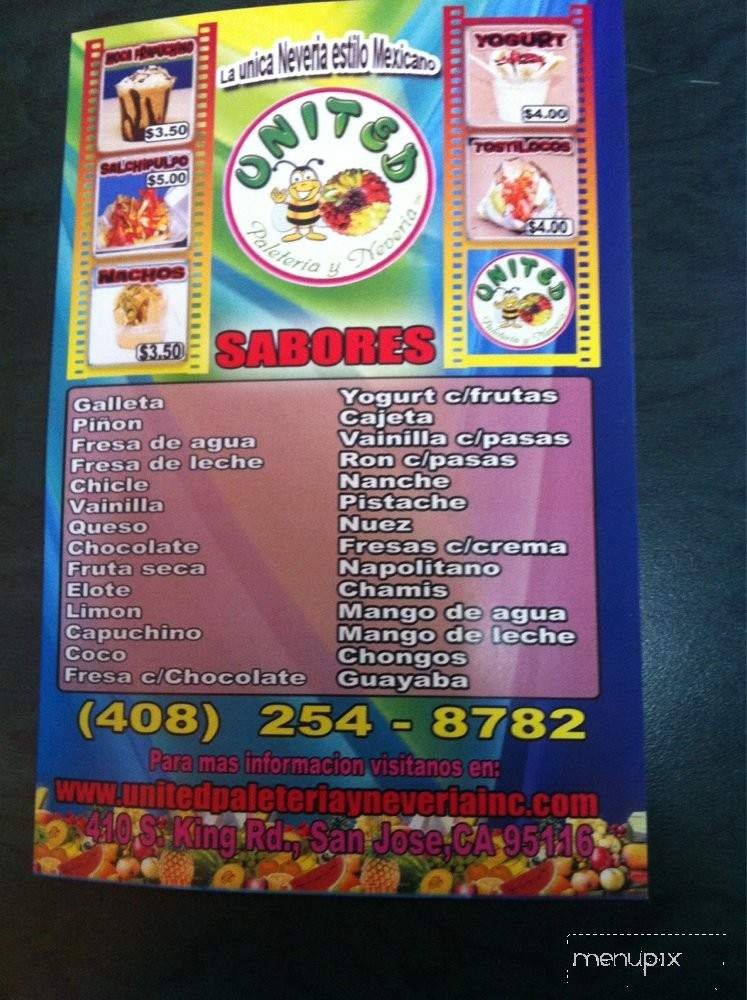 La unica Neveria estilo Mexicano
MOCA FRAPUCHINO
$3.50
SALCHIPULPO
$5.00
NACHOS
$3.50
UNITED
Paleteria y Neveria
YOGURT
$4.00
TOSTILOCOS
$4.00
UNITED
Paleteria y Neveria
SABORES
Galleta
Piñon
Fresa de agua
Fresa de leche
Chicle
Vainilla
Queso
Chocolate
Fruta seca
Elote
Limon
Capuchino
Coco
Fresa c/Chocolate
Yogurt c/frutas
Cajeta
Vainilla c/pasas
Ron c/pasas
Nanche
Pistache
Nuez
Fresas c/crema
Napolitano
Chamis
Mango de agua
Mango de leche
Chongos
Guayaba
(408) 254 - 8782
Para mas informacion visitanos en:
www.unitedpaleteriayneveriainc.com
410 S. King Rd., San Jose,CA 95116
menupix